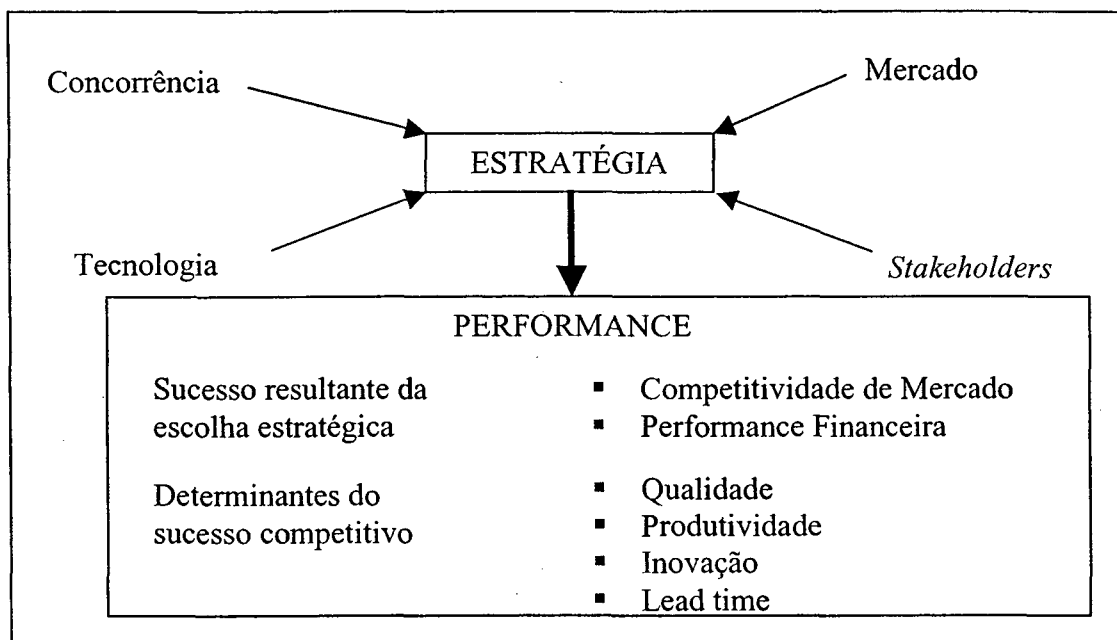 Concorrência
Mercado
ESTRATÉGIA
Tecnologia
Stakeholders
PERFORMANCE
Sucesso resultante da
escolha estratégica
▪ Competitividade de Mercado
▪ Performance Financeira
Determinantes do
sucesso competitivo
▪ Qualidade
▪ Produtividade
▪ Inovação
▪ Lead time